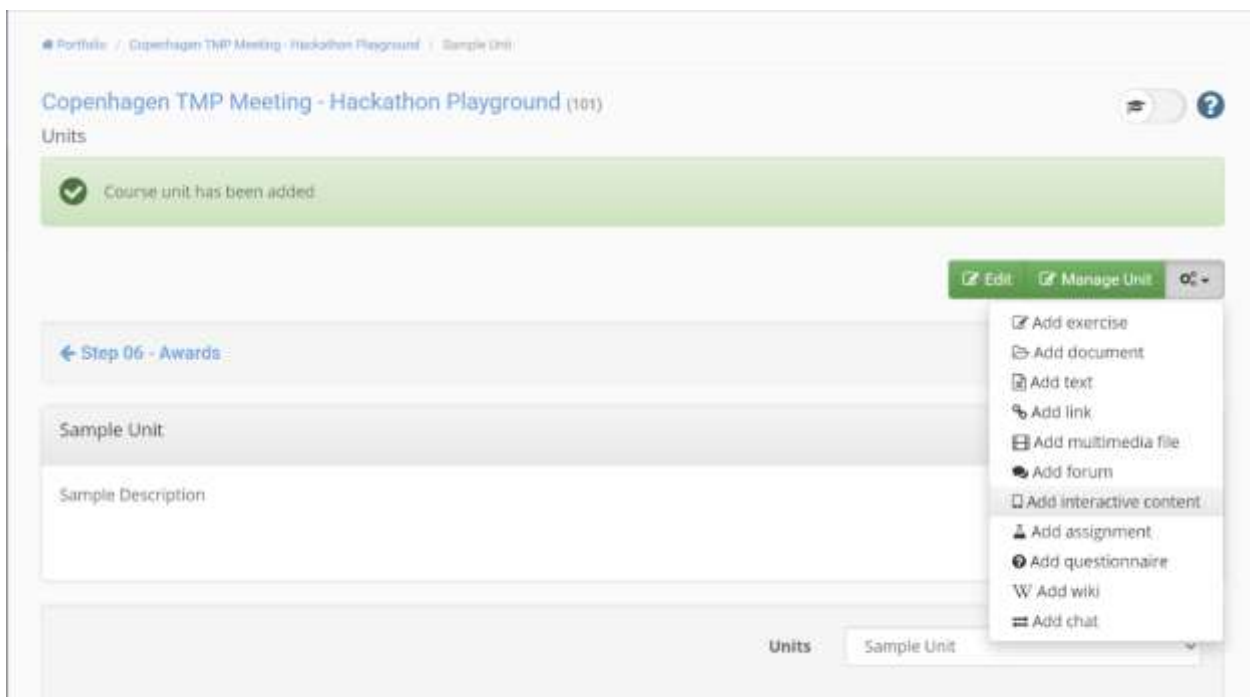 Portfolio / Copenhagen TMP Meeting - Hackathon Playground / Sample Unit
Copenhagen TMP Meeting - Hackathon Playground (101)
Units
Course unit has been added
Edit Manage Unit
Add exercise
Add document
Add text
Add link
Add multimedia file
Add forum
Add interactive content
Add assignment
Add questionnaire
Add wiki
Add chat
Step 06 - Awards
Sample Unit
Sample Description
Units Sample Unit